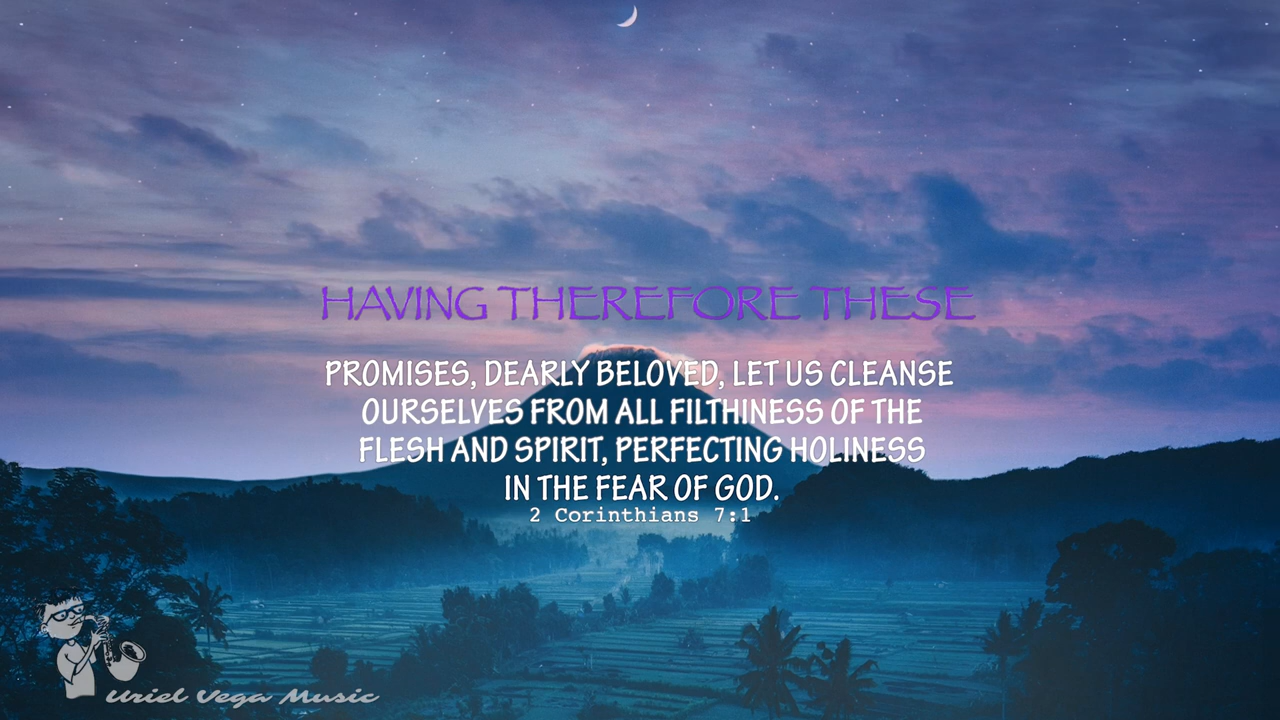 HAVING THEREFORE THESE
PROMISES, DEARLY BELOVED, LET US CLEANSE
OURSELVES FROM ALL FILTHINESS OF THE
FLESH AND SPIRIT, PERFECTING HOLINESS
IN THE FEAR OF GOD.
2 Corinthians 7:1
Uriel Vega Music